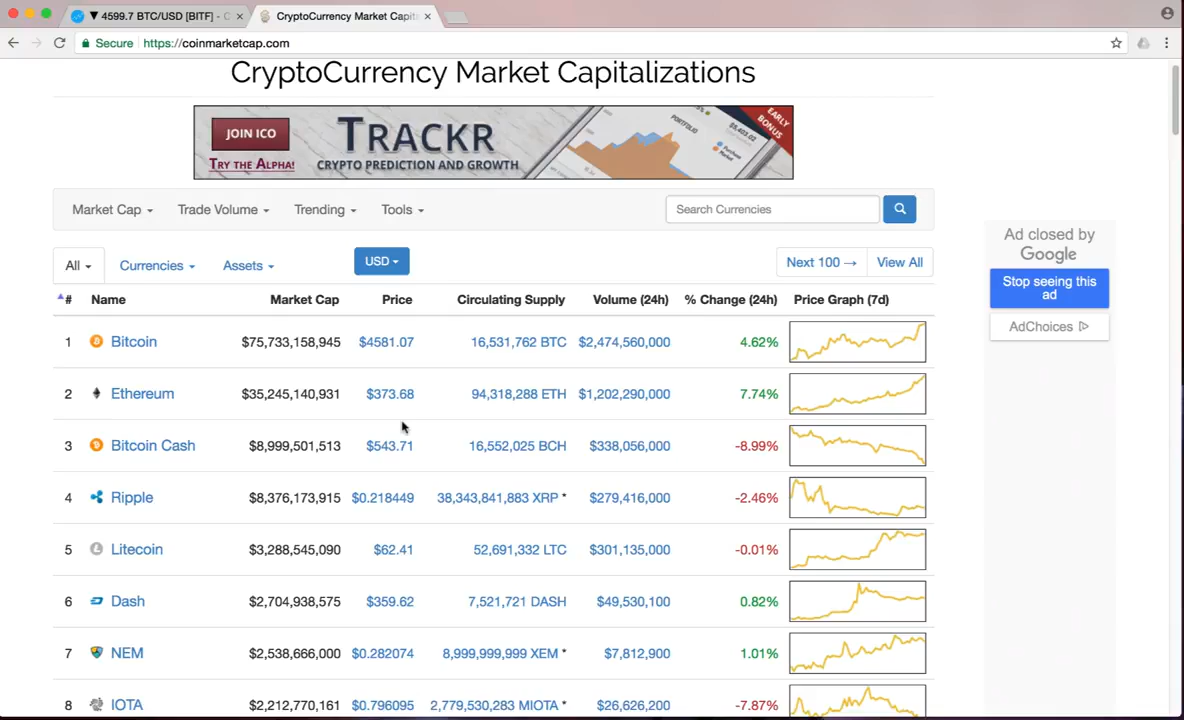 ▼ 4599.7 BTC/USD [BITF] - C
CryptoCurrency Market Capit
Secure https://coinmarketcap.com
CryptoCurrency Market Capitalizations
JOIN ICO
TRY THE ALPHA!
TRACKR
CRYPTO PREDICTION AND GROWTH
PORTFOLIO
$5,403.02
Purchase
Market
EARLY BONUS
Market Cap Trade Volume Trending Tools
Search Currencies
All Currencies Assets USD Next 100 → View All
# Name Market Cap Price Circulating Supply Volume (24h) % Change (24h) Price Graph (7d)
1 Bitcoin $75,733,158,945 $4581.07 16,531,762 BTC $2,474,560,000 4.62%
2 Ethereum $35,245,140,931 $373.68 94,318,288 ETH $1,202,290,000 7.74%
3 Bitcoin Cash $8,999,501,513 $543.71 16,552,025 BCH $338,056,000 -8.99%
4 Ripple $8,376,173,915 $0.218449 38,343,841,883 XRP * $279,416,000 -2.46%
5 Litecoin $3,288,545,090 $62.41 52,691,332 LTC $301,135,000 -0.01%
6 Dash $2,704,938,575 $359.62 7,521,721 DASH $49,530,100 0.82%
7 NEM $2,538,666,000 $0.282074 8,999,999,999 XEM * $7,812,900 1.01%
8 IOTA $2,212,770,161 $0.796095 2,779,530,283 MIOTA * $26,626,200 -7.87%
Ad closed by
Google
Stop seeing this
ad
AdChoices